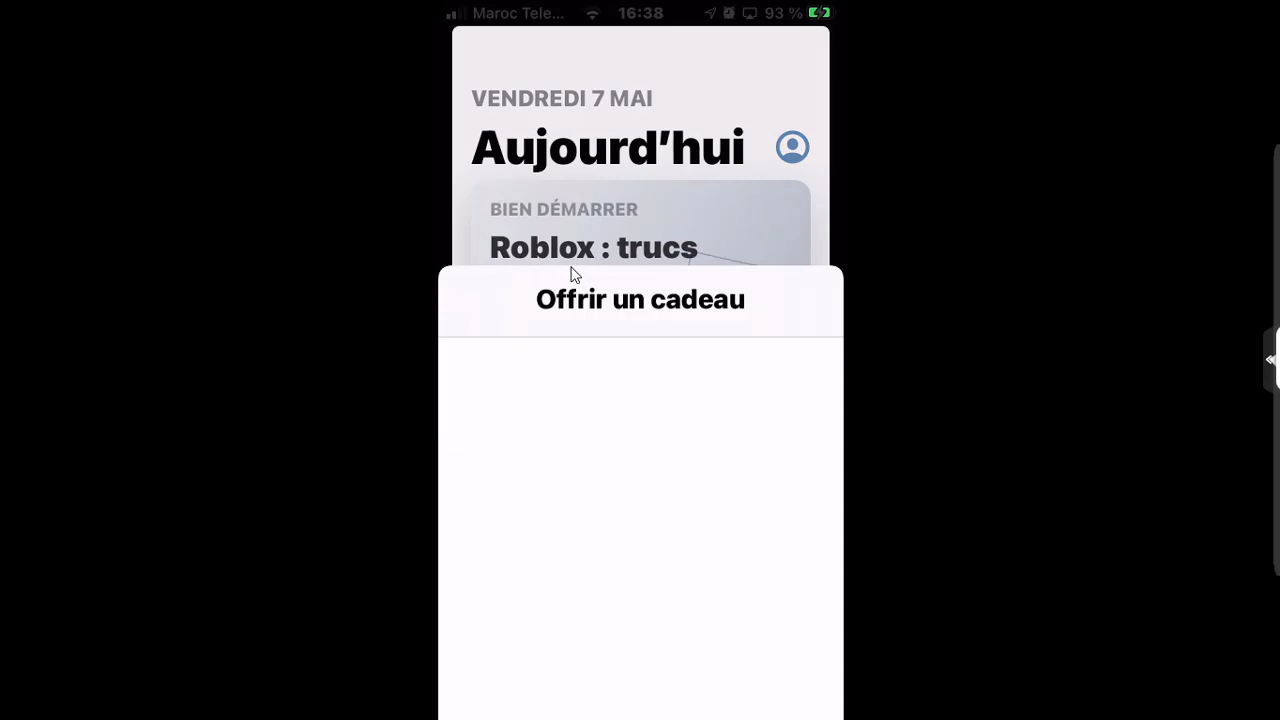 Maroc Tele... 16:38 93 %
VENDREDI 7 MAI
Aujourd'hui
BIEN DÉMARRER
Roblox : trucs
Offrir un cadeau